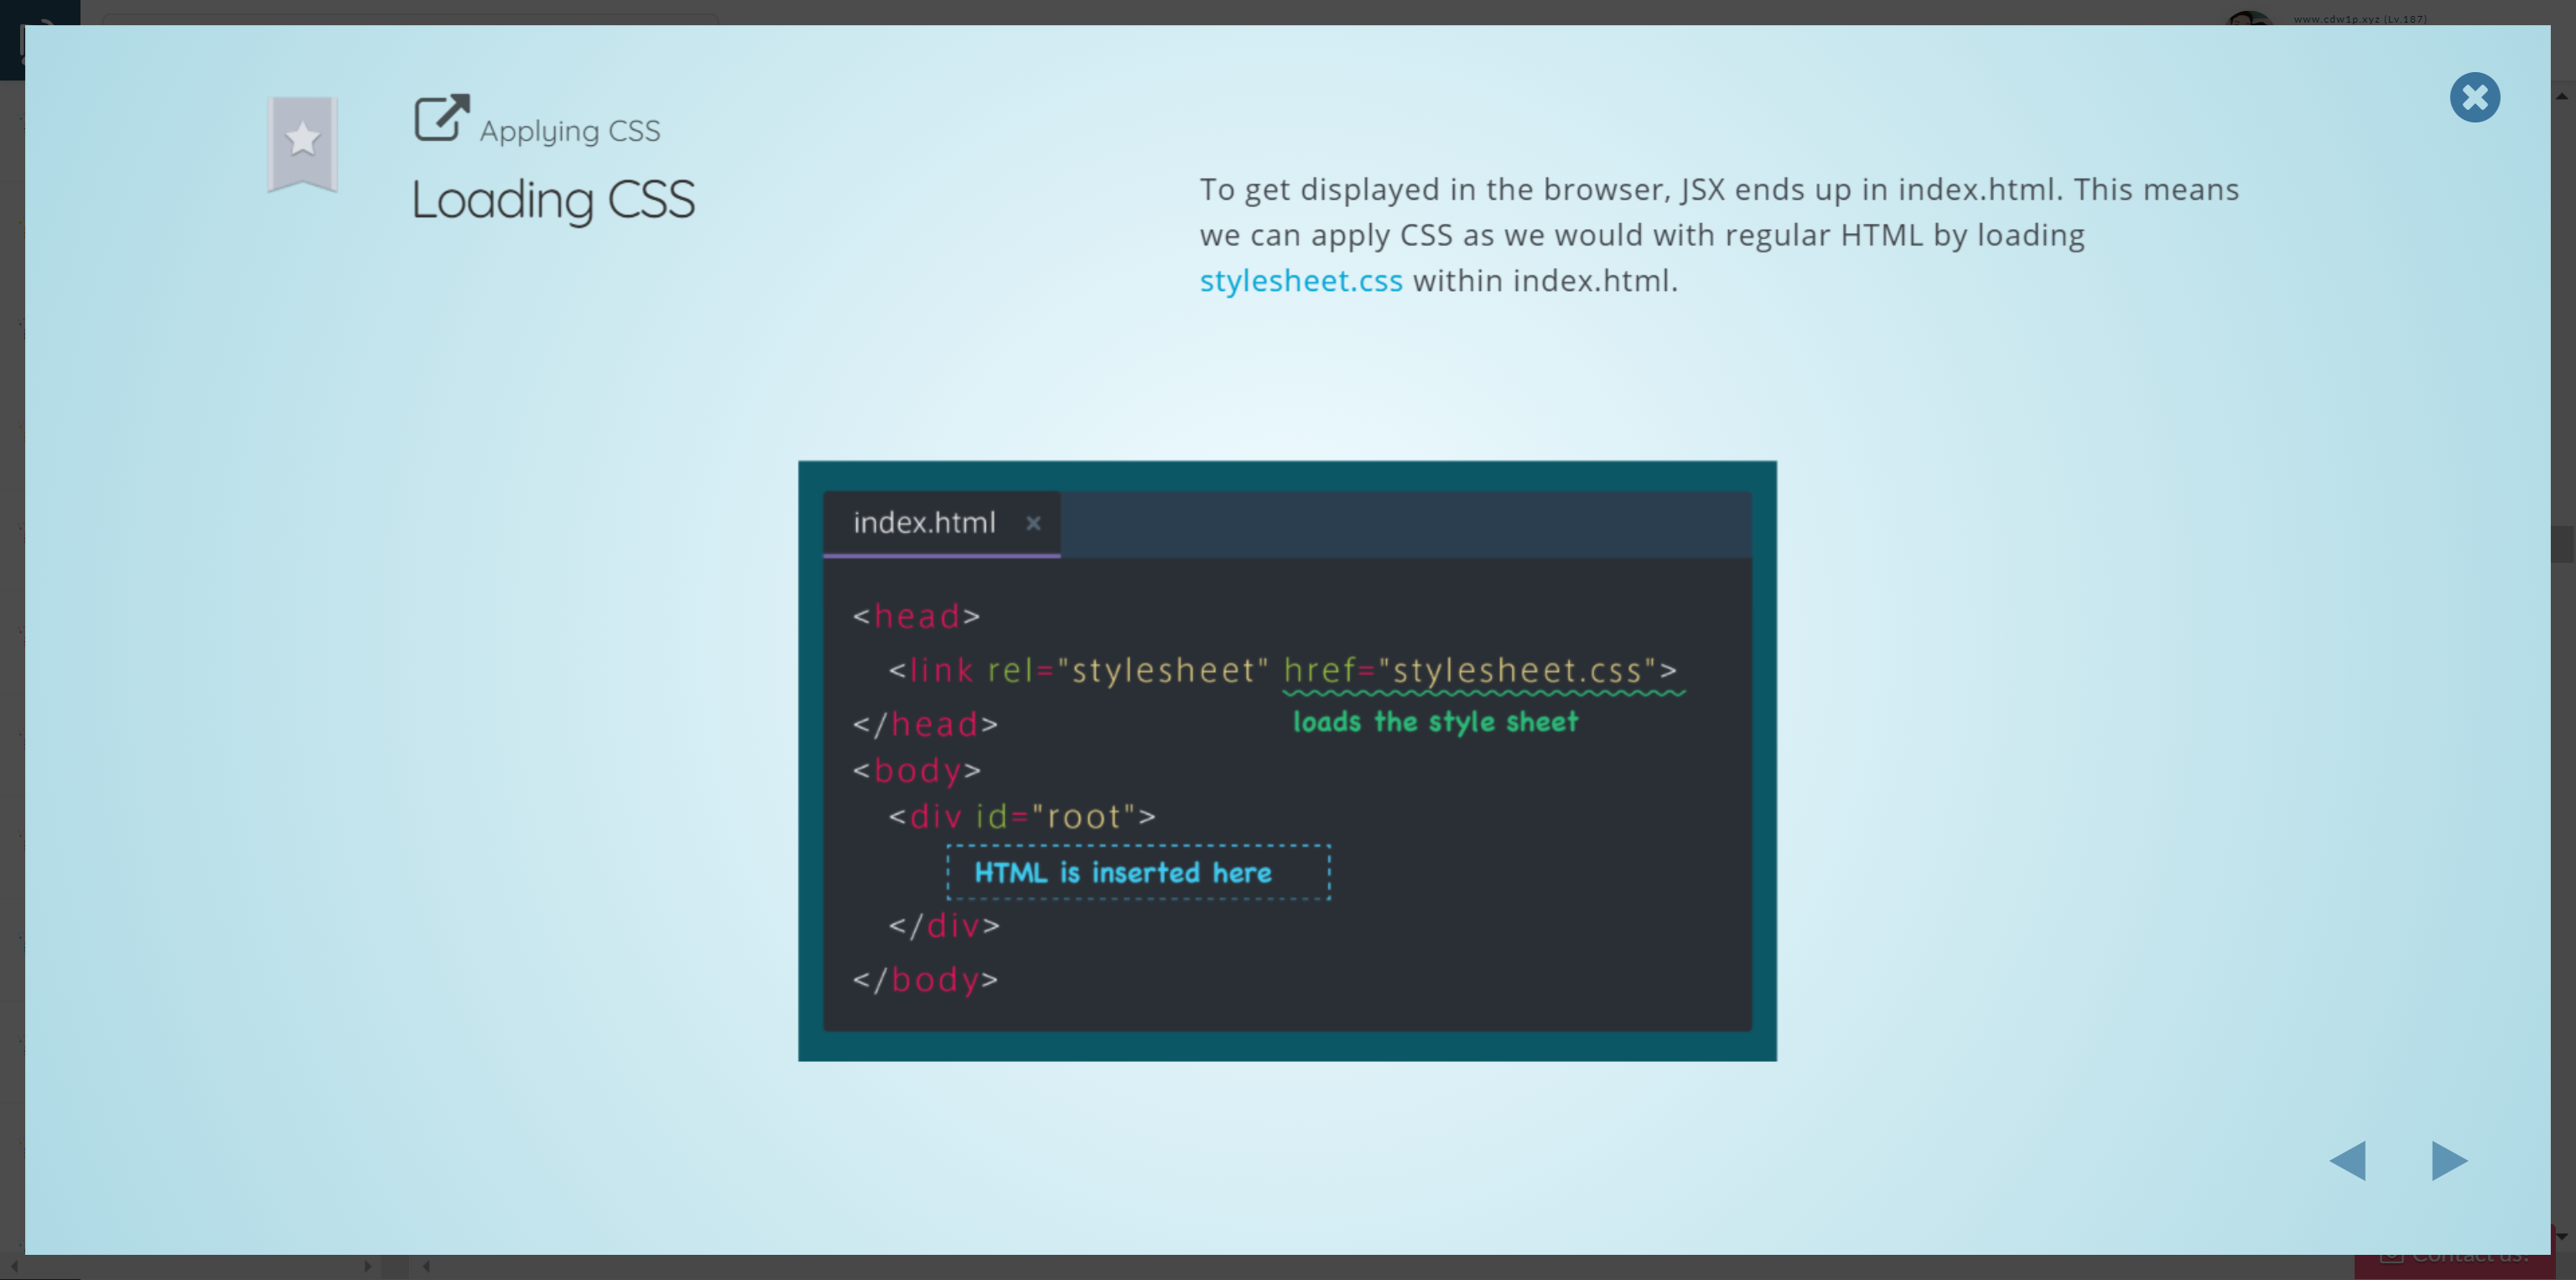 www.cdw1p.xyz (Lv.187)
Applying CSS
Loading CSS
To get displayed in the browser, JSX ends up in index.html. This means
we can apply CSS as we would with regular HTML by loading
stylesheet.css within index.html.
index.html
<head>
<link rel="stylesheet" href="stylesheet.css">
</head>
loads the style sheet
<body>
<div id="root">
HTML is inserted here
</div>
</body>
Contact us!